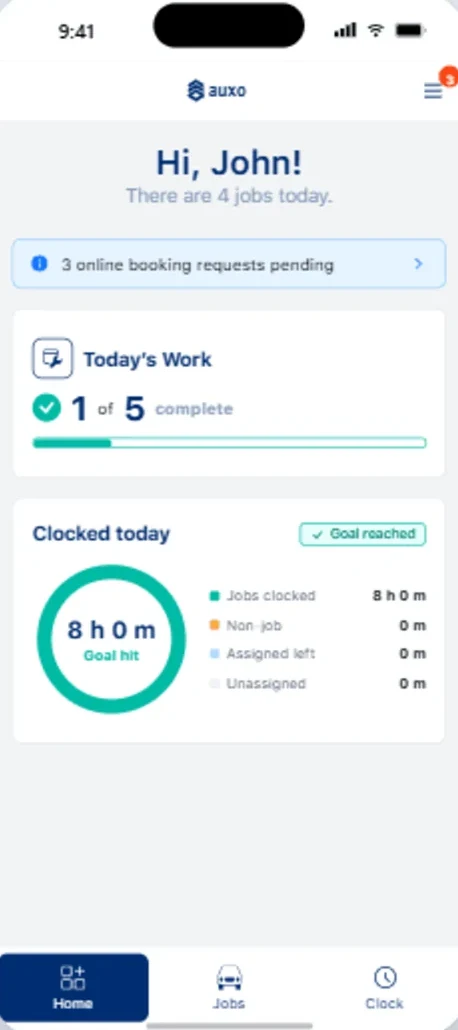 9:41
auxo
3
Hi, John!
There are 4 jobs today.
3 online booking requests pending
Today's Work
1 of 5 complete
Clocked today
Goal reached
8 h 0 m
Goal hit
Jobs clocked 8 h 0 m
Non-job 0 m
Assigned left 0 m
Unassigned 0 m
Home
Jobs
Clock